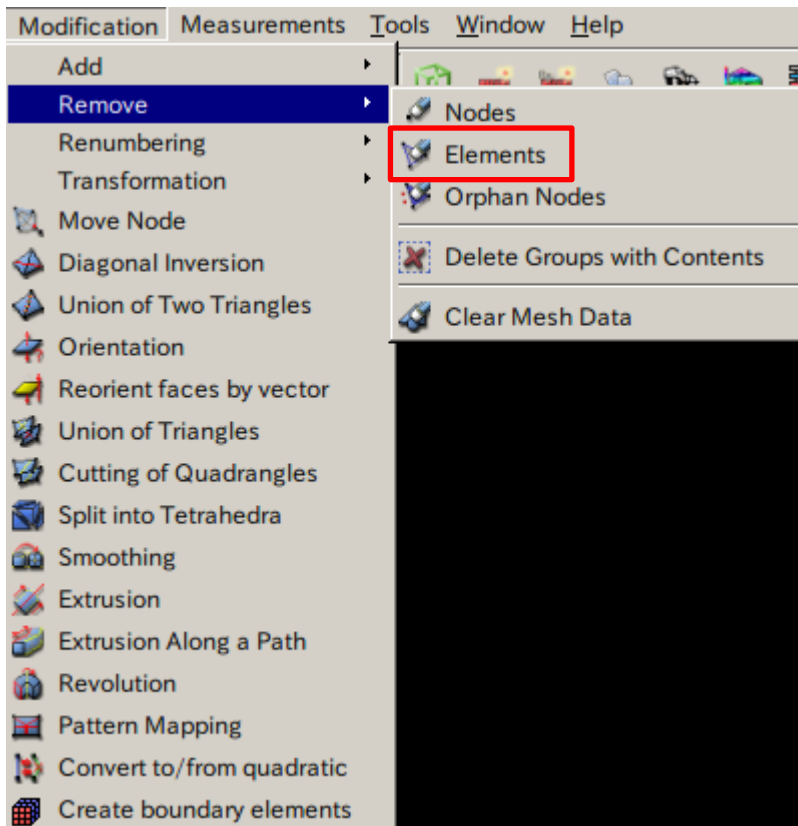 Modification Measurements Tools Window Help
Add
Remove
Renumbering
Transformation
Move Node
Diagonal Inversion
Union of Two Triangles
Orientation
Reorient faces by vector
Union of Triangles
Cutting of Quadrangles
Split into Tetrahedra
Smoothing
Extrusion
Extrusion Along a Path
Revolution
Pattern Mapping
Convert to/from quadratic
Create boundary elements
Nodes
Elements
Orphan Nodes
Delete Groups with Contents
Clear Mesh Data